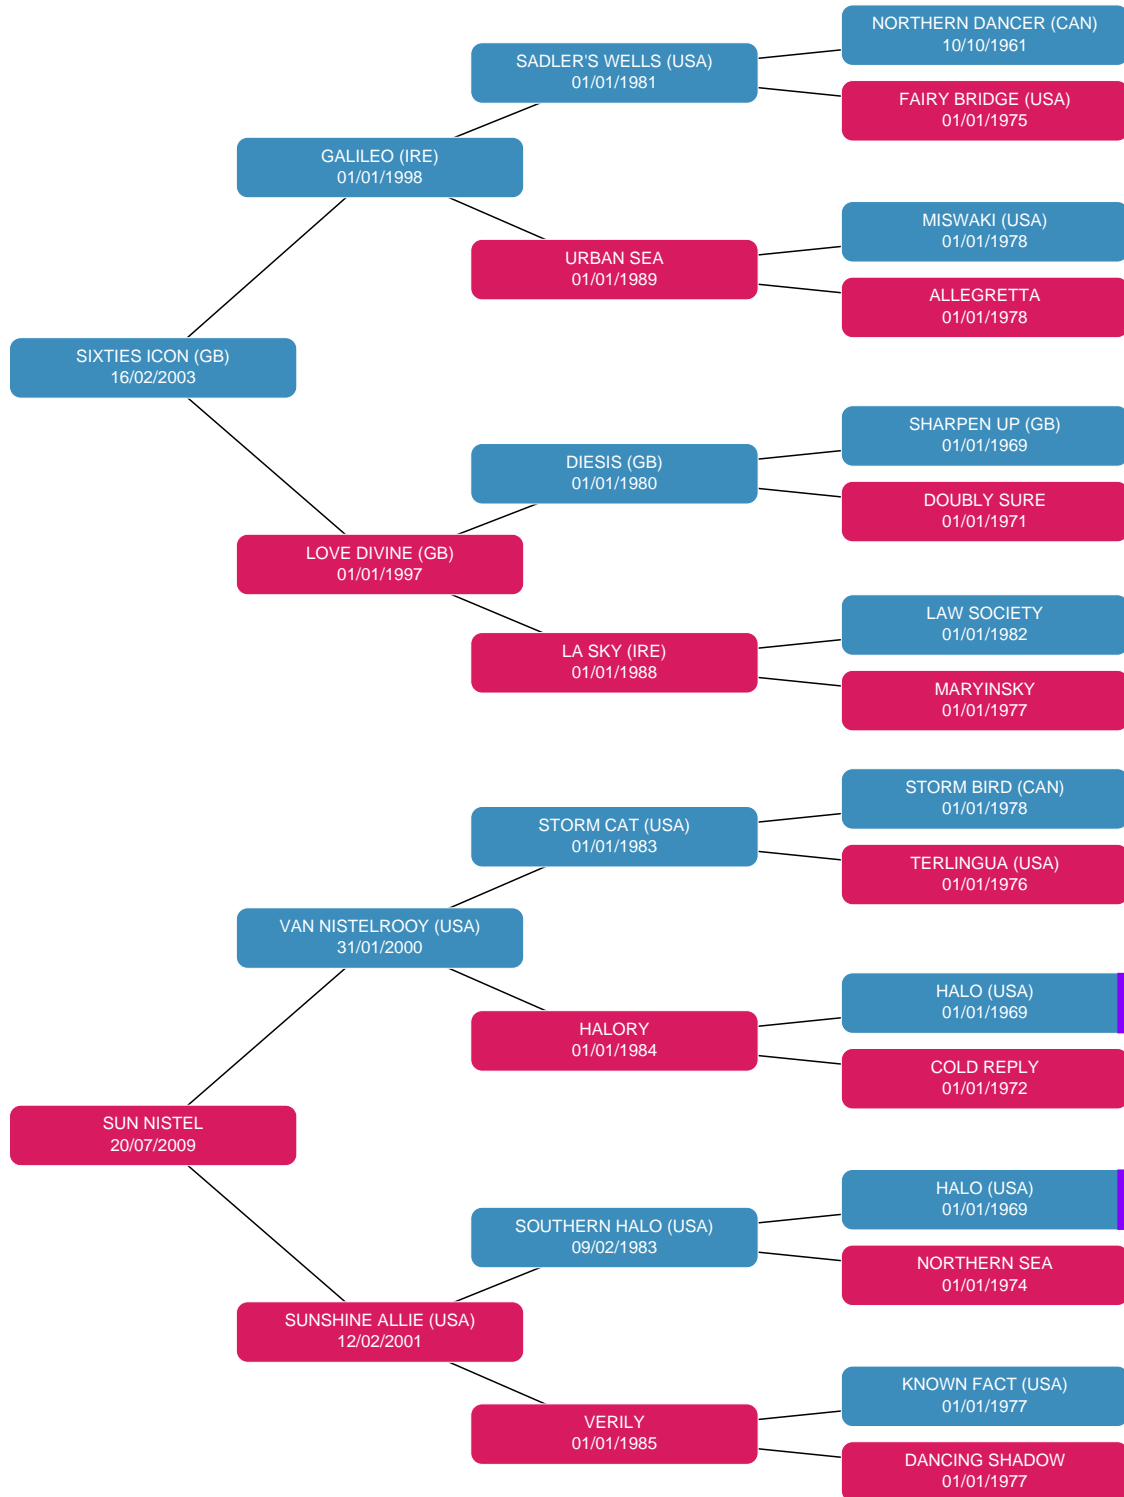 NORTHERN DANCER (CAN)
10/10/1961
SADLER'S WELLS (USA)
01/01/1981
FAIRY BRIDGE (USA)
01/01/1975
GALILEO (IRE)
01/01/1998
MISWAKI (USA)
01/01/1978
URBAN SEA
01/01/1989
ALLEGRETTA
01/01/1978
SIXTIES ICON (GB)
16/02/2003
SHARPEN UP (GB)
01/01/1969
DIESIS (GB)
01/01/1980
DOUBLY SURE
01/01/1971
LOVE DIVINE (GB)
01/01/1997
LAW SOCIETY
01/01/1982
LA SKY (IRE)
01/01/1988
MARYINSKY
01/01/1977
STORM BIRD (CAN)
01/01/1978
STORM CAT (USA)
01/01/1983
TERLINGUA (USA)
01/01/1976
VAN NISTELROOY (USA)
31/01/2000
HALO (USA)
01/01/1969
HALORY
01/01/1984
COLD REPLY
01/01/1972
SUN NISTEL
20/07/2009
HALO (USA)
01/01/1969
SOUTHERN HALO (USA)
09/02/1983
NORTHERN SEA
01/01/1974
SUNSHINE ALLIE (USA)
12/02/2001
KNOWN FACT (USA)
01/01/1977
VERILY
01/01/1985
DANCING SHADOW
01/01/1977